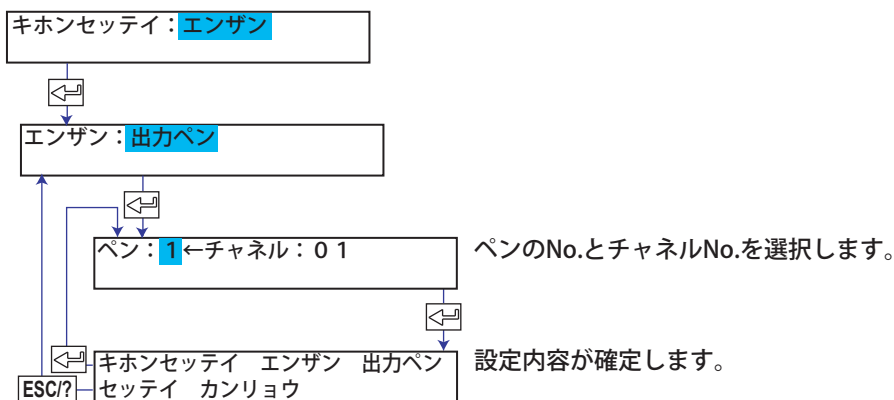 キホンセッテイ：エンザン
エンザン：出力ペン
ペン：1←チャネル：０１
ペンのNo.とチャネルNo.を選択します。
キホンセッテイ　エンザン　出力ペン
設定内容が確定します。
ESC/?
セッテイ　カンリョウ